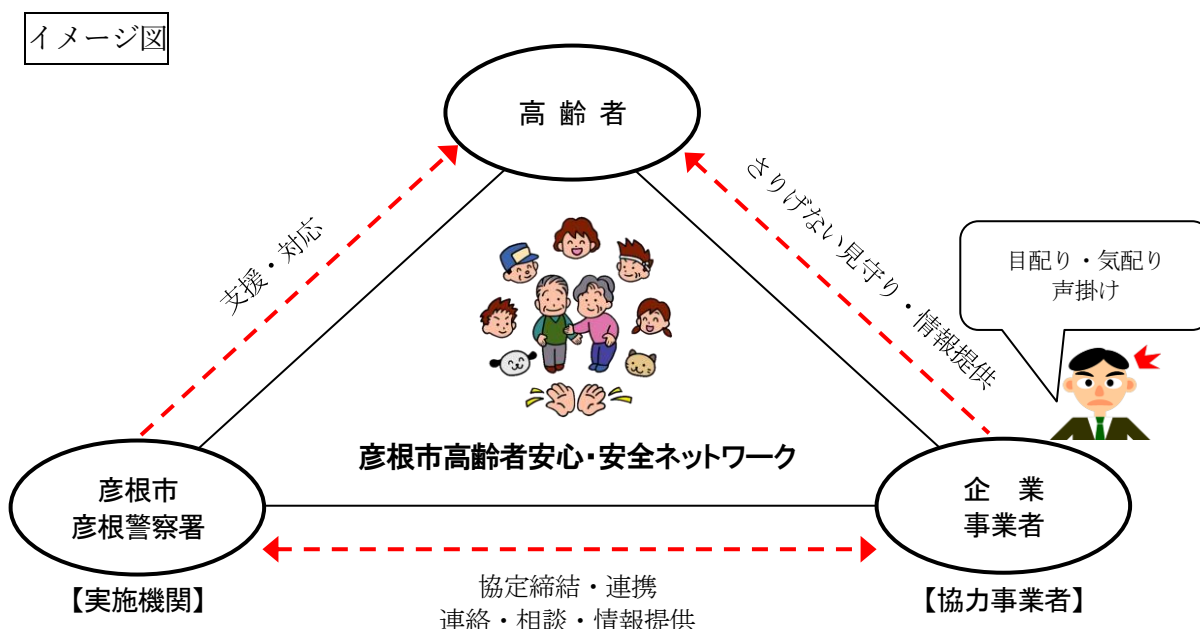 イメージ図
高 齢 者
支援・対応
さりげない見守り・情報提供
目配り・気配り
声掛け
彦根市高齢者安心・安全ネットワーク
彦根市
彦根警察署
企　業
事業者
【実施機関】
協定締結・連携
連絡・相談・情報提供
【協力事業者】